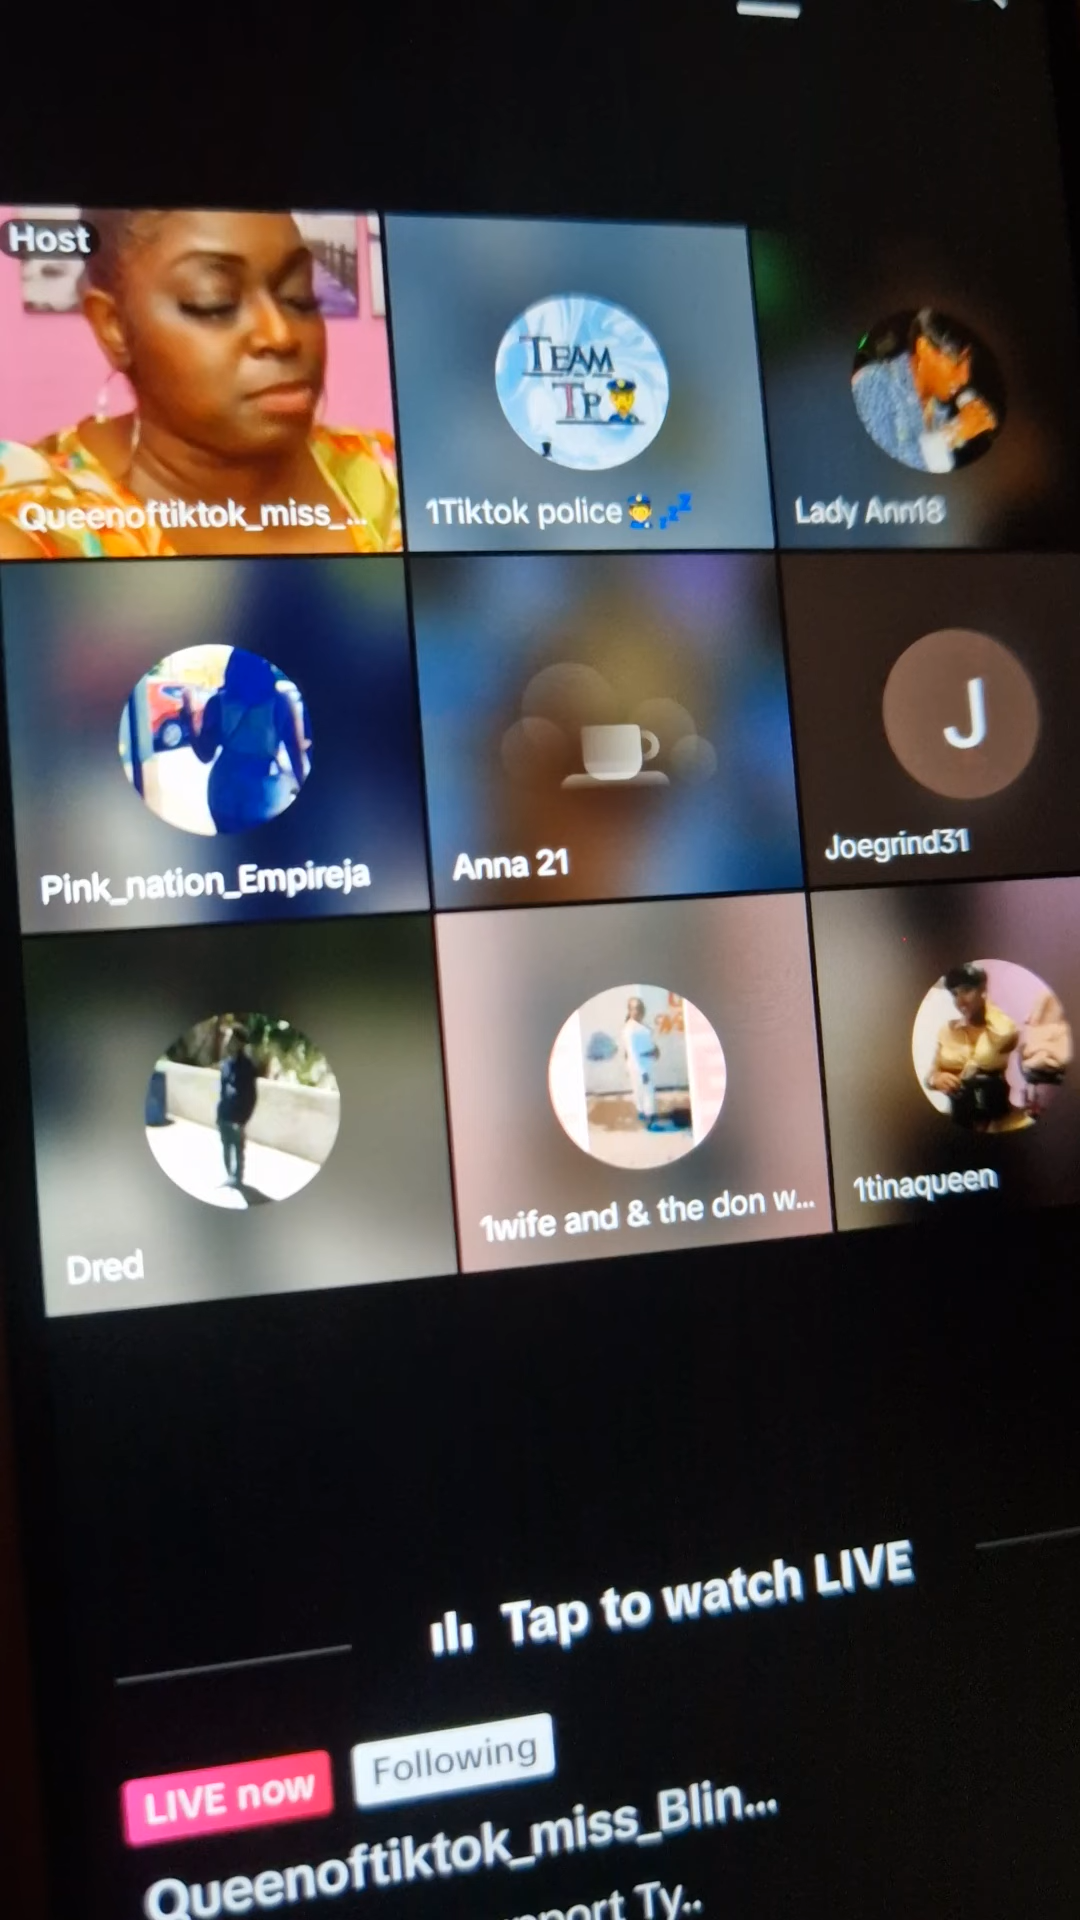 Host
Queenoftiktok_miss_...
TEAM
TP
1Tiktok police👮💤
Lady Ann18
Pink_nation_Empireja
Anna 21
J
Joegrind31
Dred
1wife and & the don w...
1tinaqueen
Tap to watch LIVE
LIVE now
Following
Queenoftiktok_miss_Blin...
Ty..